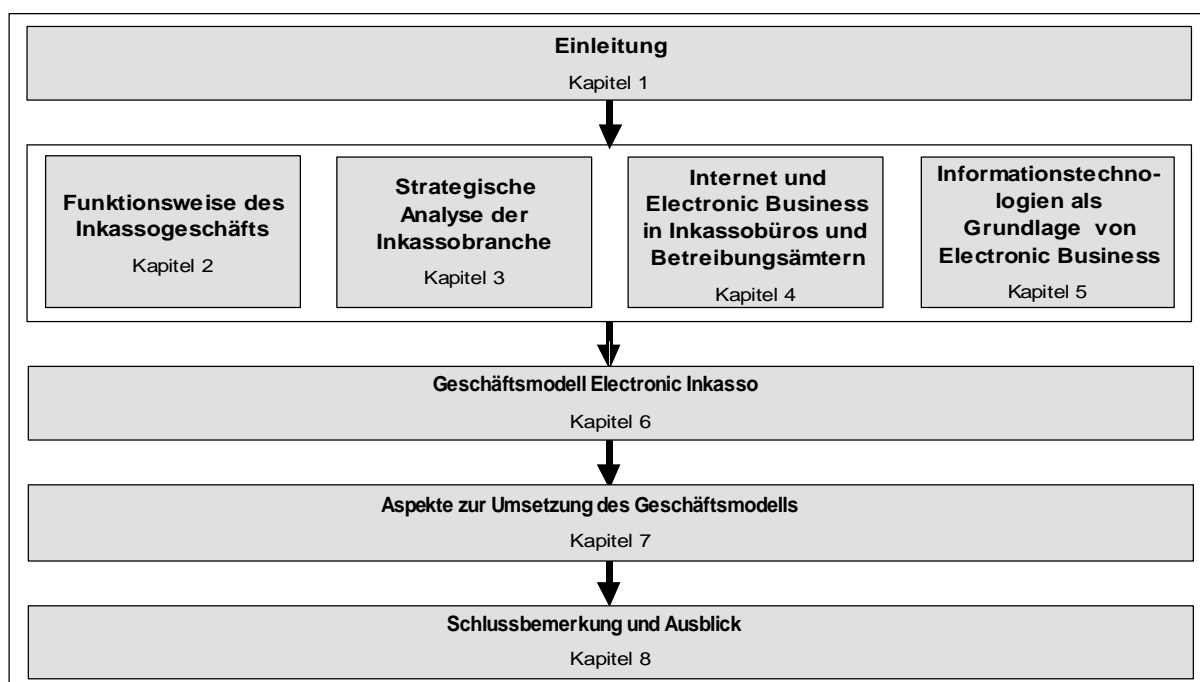 Einleitung
Kapitel 1
Funktionsweise des
Inkassogeschäfts
Kapitel 2
Strategische
Analyse der
Inkassobranche
Kapitel 3
Internet und
Electronic Business
in Inkassobüros und
Betreibungsämtern
Kapitel 4
Informationstechno-
logien als
Grundlage von
Electronic Business
Kapitel 5
Geschäftsmodell Electronic Inkasso
Kapitel 6
Aspekte zur Umsetzung des Geschäftsmodells
Kapitel 7
Schlussbemerkung und Ausblick
Kapitel 8